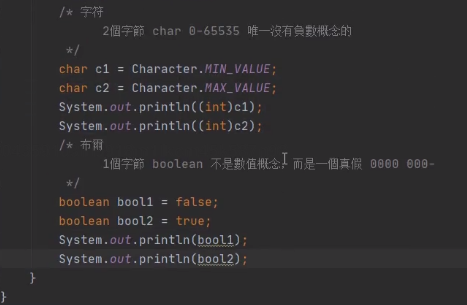 /* 字符
2個字節 char 0-65535 唯一沒有負數概念的
*/
char c1 = Character.MIN_VALUE;
char c2 = Character.MAX_VALUE;
System.out.println((int)c1);
System.out.println((int)c2);
/* 布爾
1個字節 boolean 不是數值概念，而是一個真假 0000 000-
*/
boolean bool1 = false;
boolean bool2 = true;
System.out.println(bool1);
System.out.println(bool2);
}
}